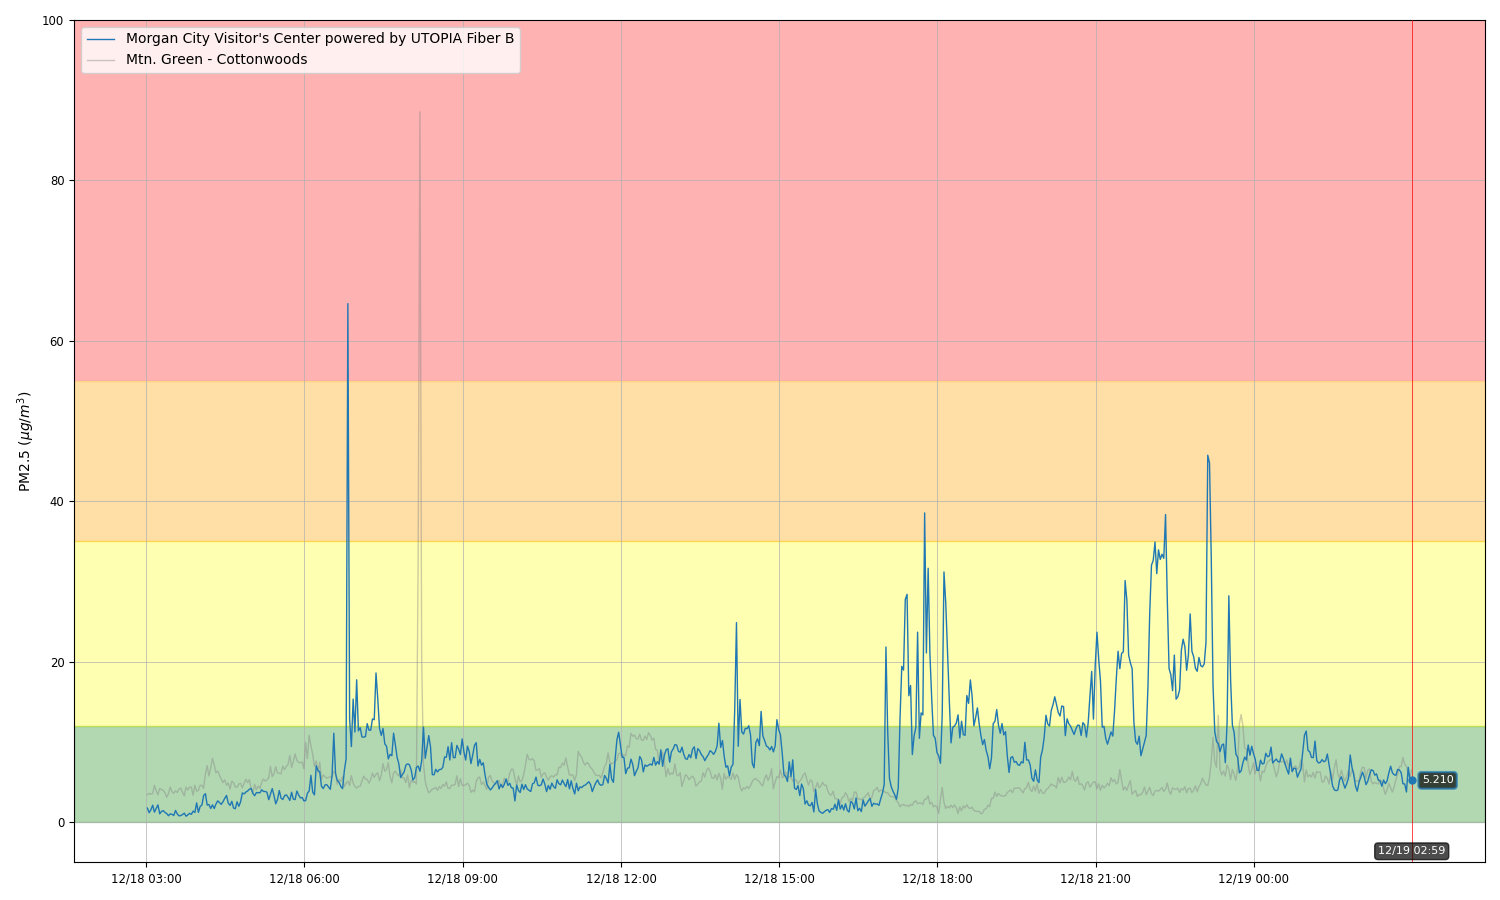 100
Morgan City Visitor's Center powered by UTOPIA Fiber B
Mtn. Green - Cottonwoods
80
60
PM2.5 (μg/m³)
40
20
5.210
0
12/19 02:59
12/18 03:00 12/18 06:00 12/18 09:00 12/18 12:00 12/18 15:00 12/18 18:00 12/18 21:00 12/19 00:00